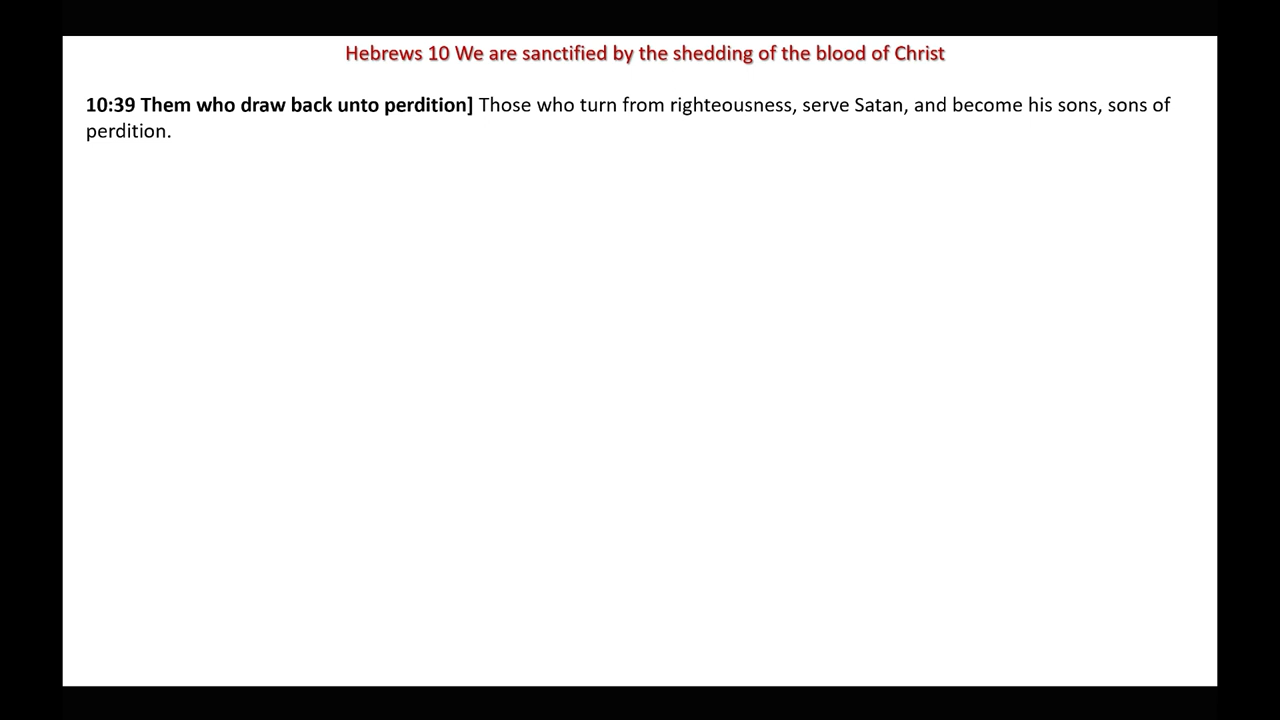 Hebrews 10 We are sanctified by the shedding of the blood of Christ
10:39 Them who draw back unto perdition] Those who turn from righteousness, serve Satan, and become his sons, sons of
perdition.